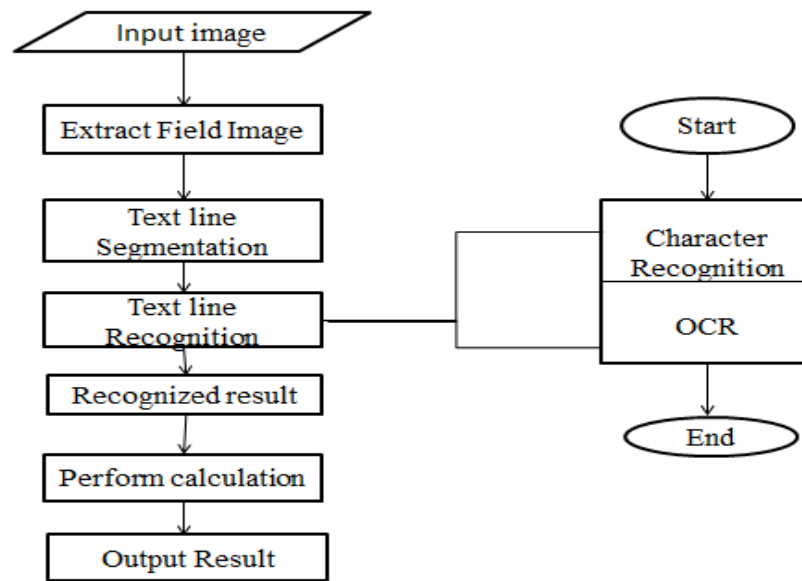 Input image
Extract Field Image
Text line
Segmentation
Text line
Recognition
Recognized result
Perform calculation
Output Result
Start
Character
Recognition
OCR
End